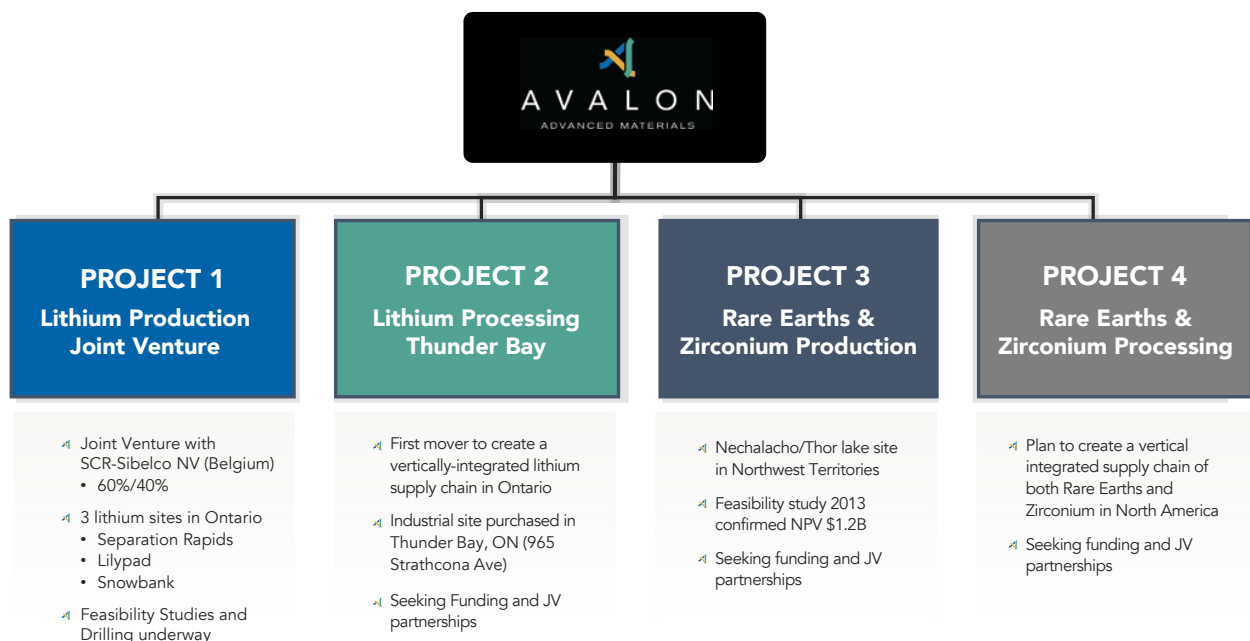 AVALON
ADVANCED MATERIALS
PROJECT 1
Lithium Production
Joint Venture
Joint Venture with
SCR-Sibelco NV (Belgium)
• 60%/40%
3 lithium sites in Ontario
• Separation Rapids
• Lilypad
• Snowbank
Feasibility Studies and
Drilling underway
PROJECT 2
Lithium Processing
Thunder Bay
First mover to create a
vertically-integrated lithium
supply chain in Ontario
Industrial site purchased in
Thunder Bay, ON (965
Strathcona Ave)
Seeking Funding and JV
partnerships
PROJECT 3
Rare Earths &
Zirconium Production
Nechalacho/Thor lake site
in Northwest Territories
Feasibility study 2013
confirmed NPV $1.2B
Seeking funding and JV
partnerships
PROJECT 4
Rare Earths &
Zirconium Processing
Plan to create a vertical
integrated supply chain of
both Rare Earths and
Zirconium in North America
Seeking funding and JV
partnerships